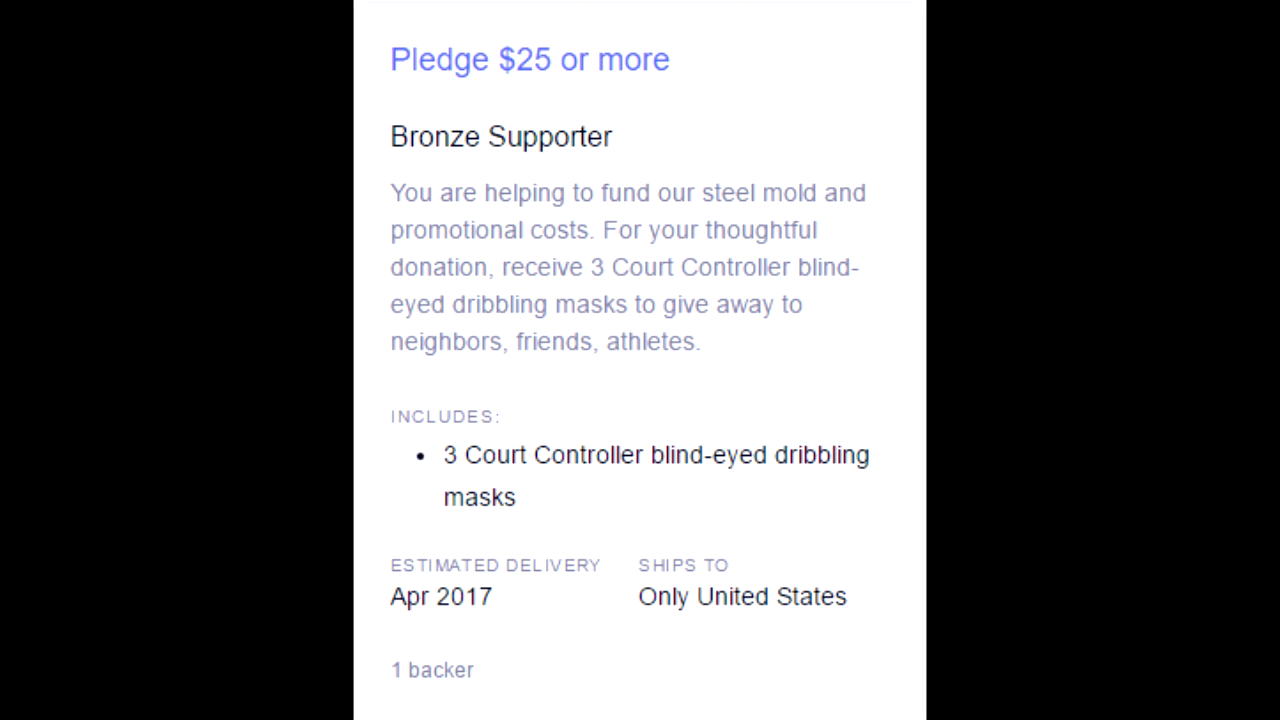 Pledge $25 or more
Bronze Supporter
You are helping to fund our steel mold and
promotional costs. For your thoughtful
donation, receive 3 Court Controller blind-
eyed dribbling masks to give away to
neighbors, friends, athletes.
INCLUDES:
• 3 Court Controller blind-eyed dribbling
masks
ESTIMATED DELIVERY SHIPS TO
Apr 2017 Only United States
1 backer